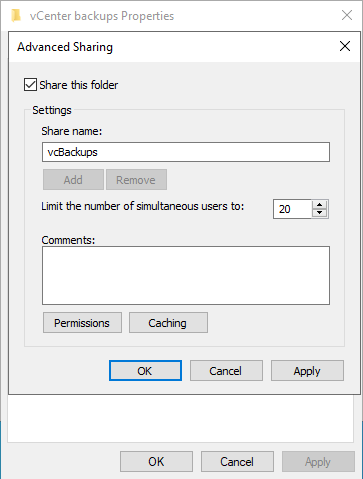 vCenter backups Properties
Advanced Sharing
Share this folder
Settings
Share name:
vcBackups
Add Remove
Limit the number of simultaneous users to: 20
Comments:
Permissions Caching
OK Cancel Apply
OK Cancel Apply